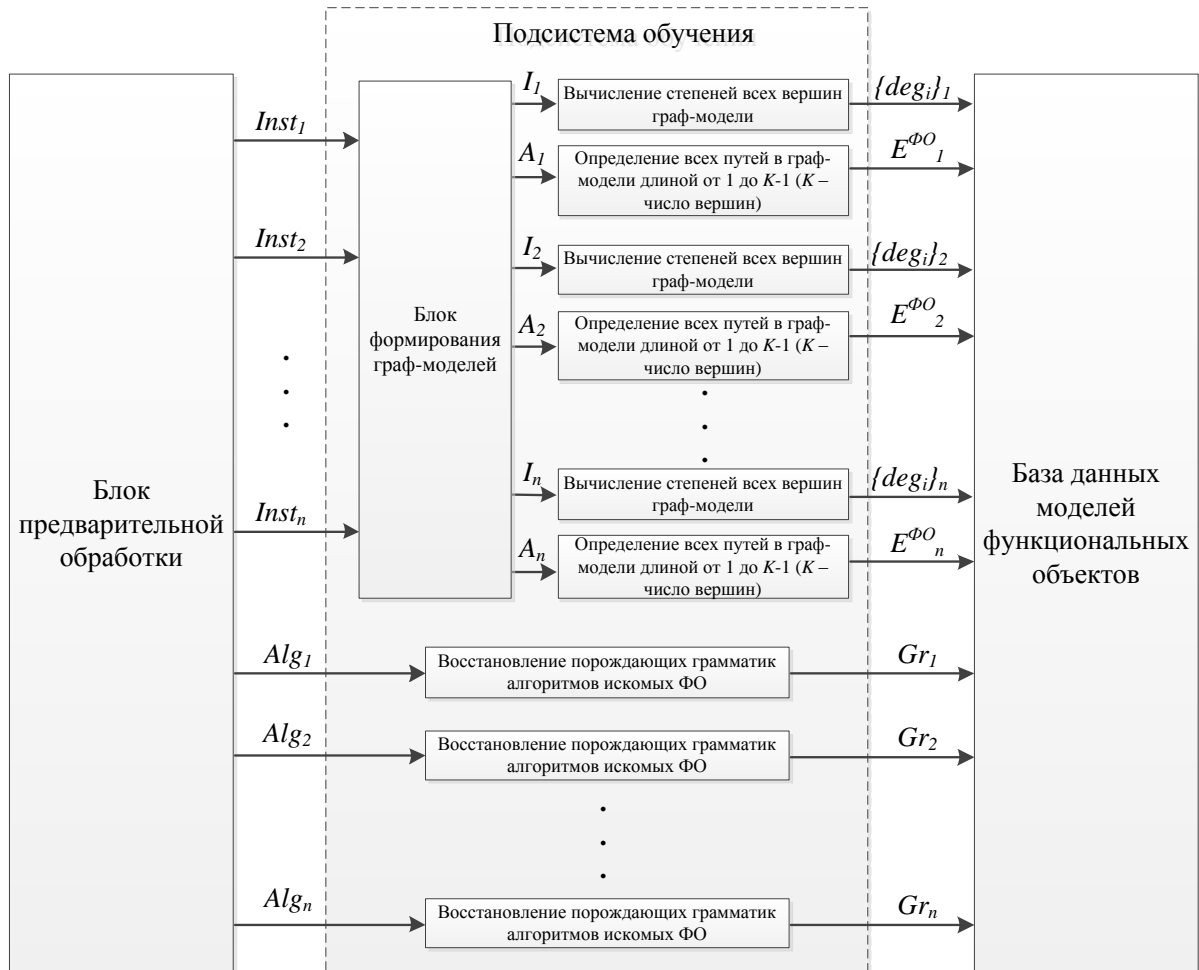 Подсистема обучения
Inst₁
Inst₂
Instₙ
Alg₁
Alg₂
Algₙ
Блок
предварительной
обработки
Блок
формирования
граф-моделей
I₁
Вычисление степеней всех вершин
граф-модели
{degᵢ}₁
A₁
Определение всех путей в граф-
модели длиной от 1 до K-1 (K –
число вершин)
E^ФО₁
I₂
Вычисление степеней всех вершин
граф-модели
{degᵢ}₂
A₂
Определение всех путей в граф-
модели длиной от 1 до K-1 (K –
число вершин)
E^ФО₂
Iₙ
Вычисление степеней всех вершин
граф-модели
{degᵢ}ₙ
Aₙ
Определение всех путей в граф-
модели длиной от 1 до K-1 (K –
число вершин)
E^ФОₙ
Восстановление порождающих грамматик
алгоритмов искомых ФО
Gr₁
Восстановление порождающих грамматик
алгоритмов искомых ФО
Gr₂
Восстановление порождающих грамматик
алгоритмов искомых ФО
Grₙ
База данных
моделей
функциональных
объектов